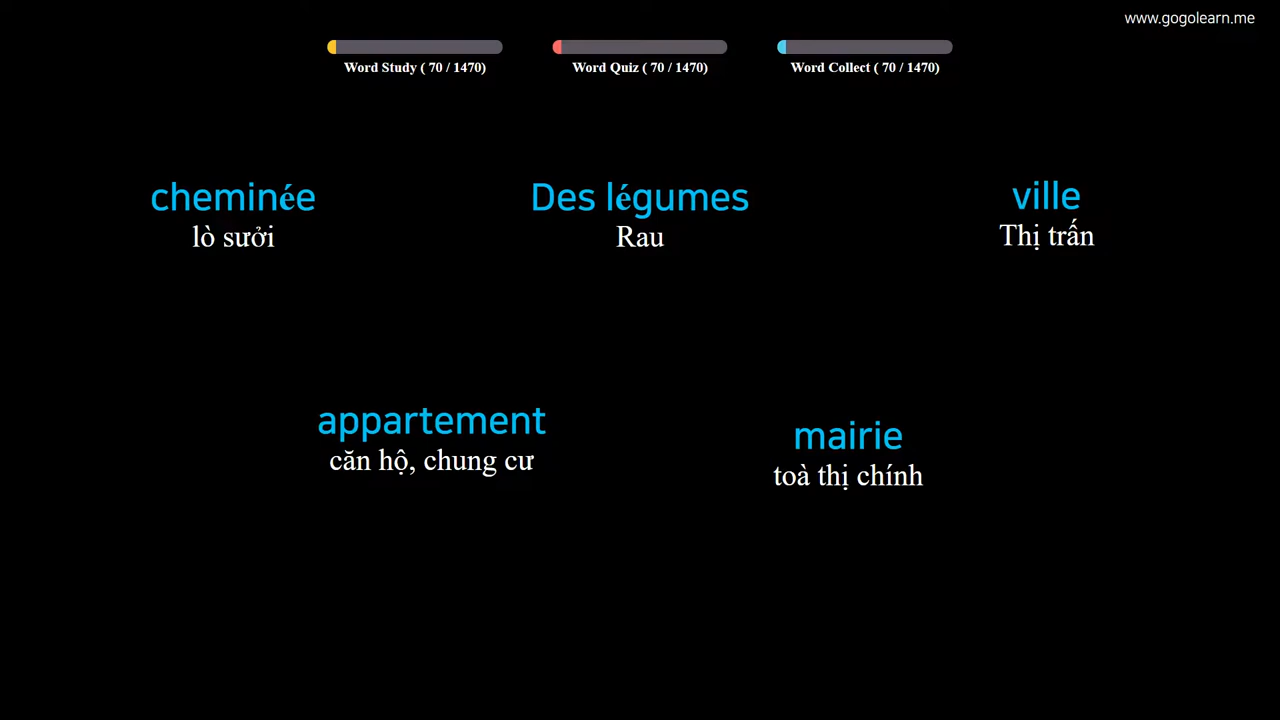 www.gogolearn.me
Word Study ( 70 / 1470)
Word Quiz ( 70 / 1470)
Word Collect ( 70 / 1470)
cheminée
lò sưởi
Des légumes
Rau
ville
Thị trấn
appartement
căn hộ, chung cư
mairie
toà thị chính